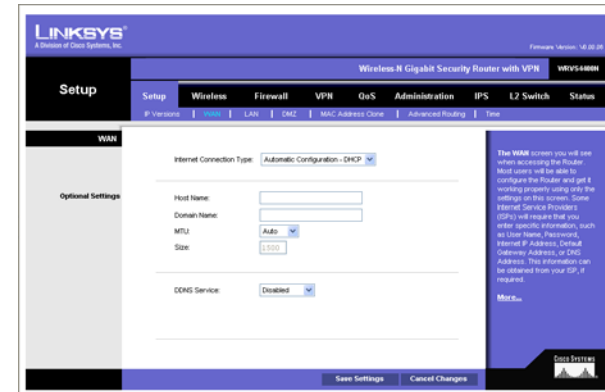 LINKSYS®
A Division of Cisco Systems, Inc.
Wireless-N Gigabit Security Router with VPN WRVS4400N
Setup
Setup Wireless Firewall VPN QoS Administration IPS L2 Switch Status
IP Versions | WAN | LAN | DMZ | MAC Address Clone | Advanced Routing | Time
WAN
Internet Connection Type: Automatic Configuration - DHCP
Optional Settings
Host Name:
Domain Name:
MTU: Auto
Size: 1500
DDNS Service: Disabled
The WAN screen you will see
when accessing the Router.
Most users will be able to
configure the Router and get it
working properly using only the
settings on this screen. Some
Internet Service Providers
(ISPs) will require that you
enter specific information, such
as User Name, Password,
Internet IP Address, Default
Gateway Address, or DNS
Address. This information can
be obtained from your ISP, if
required.
More...
Save Settings Cancel Changes
CISCO SYSTEMS